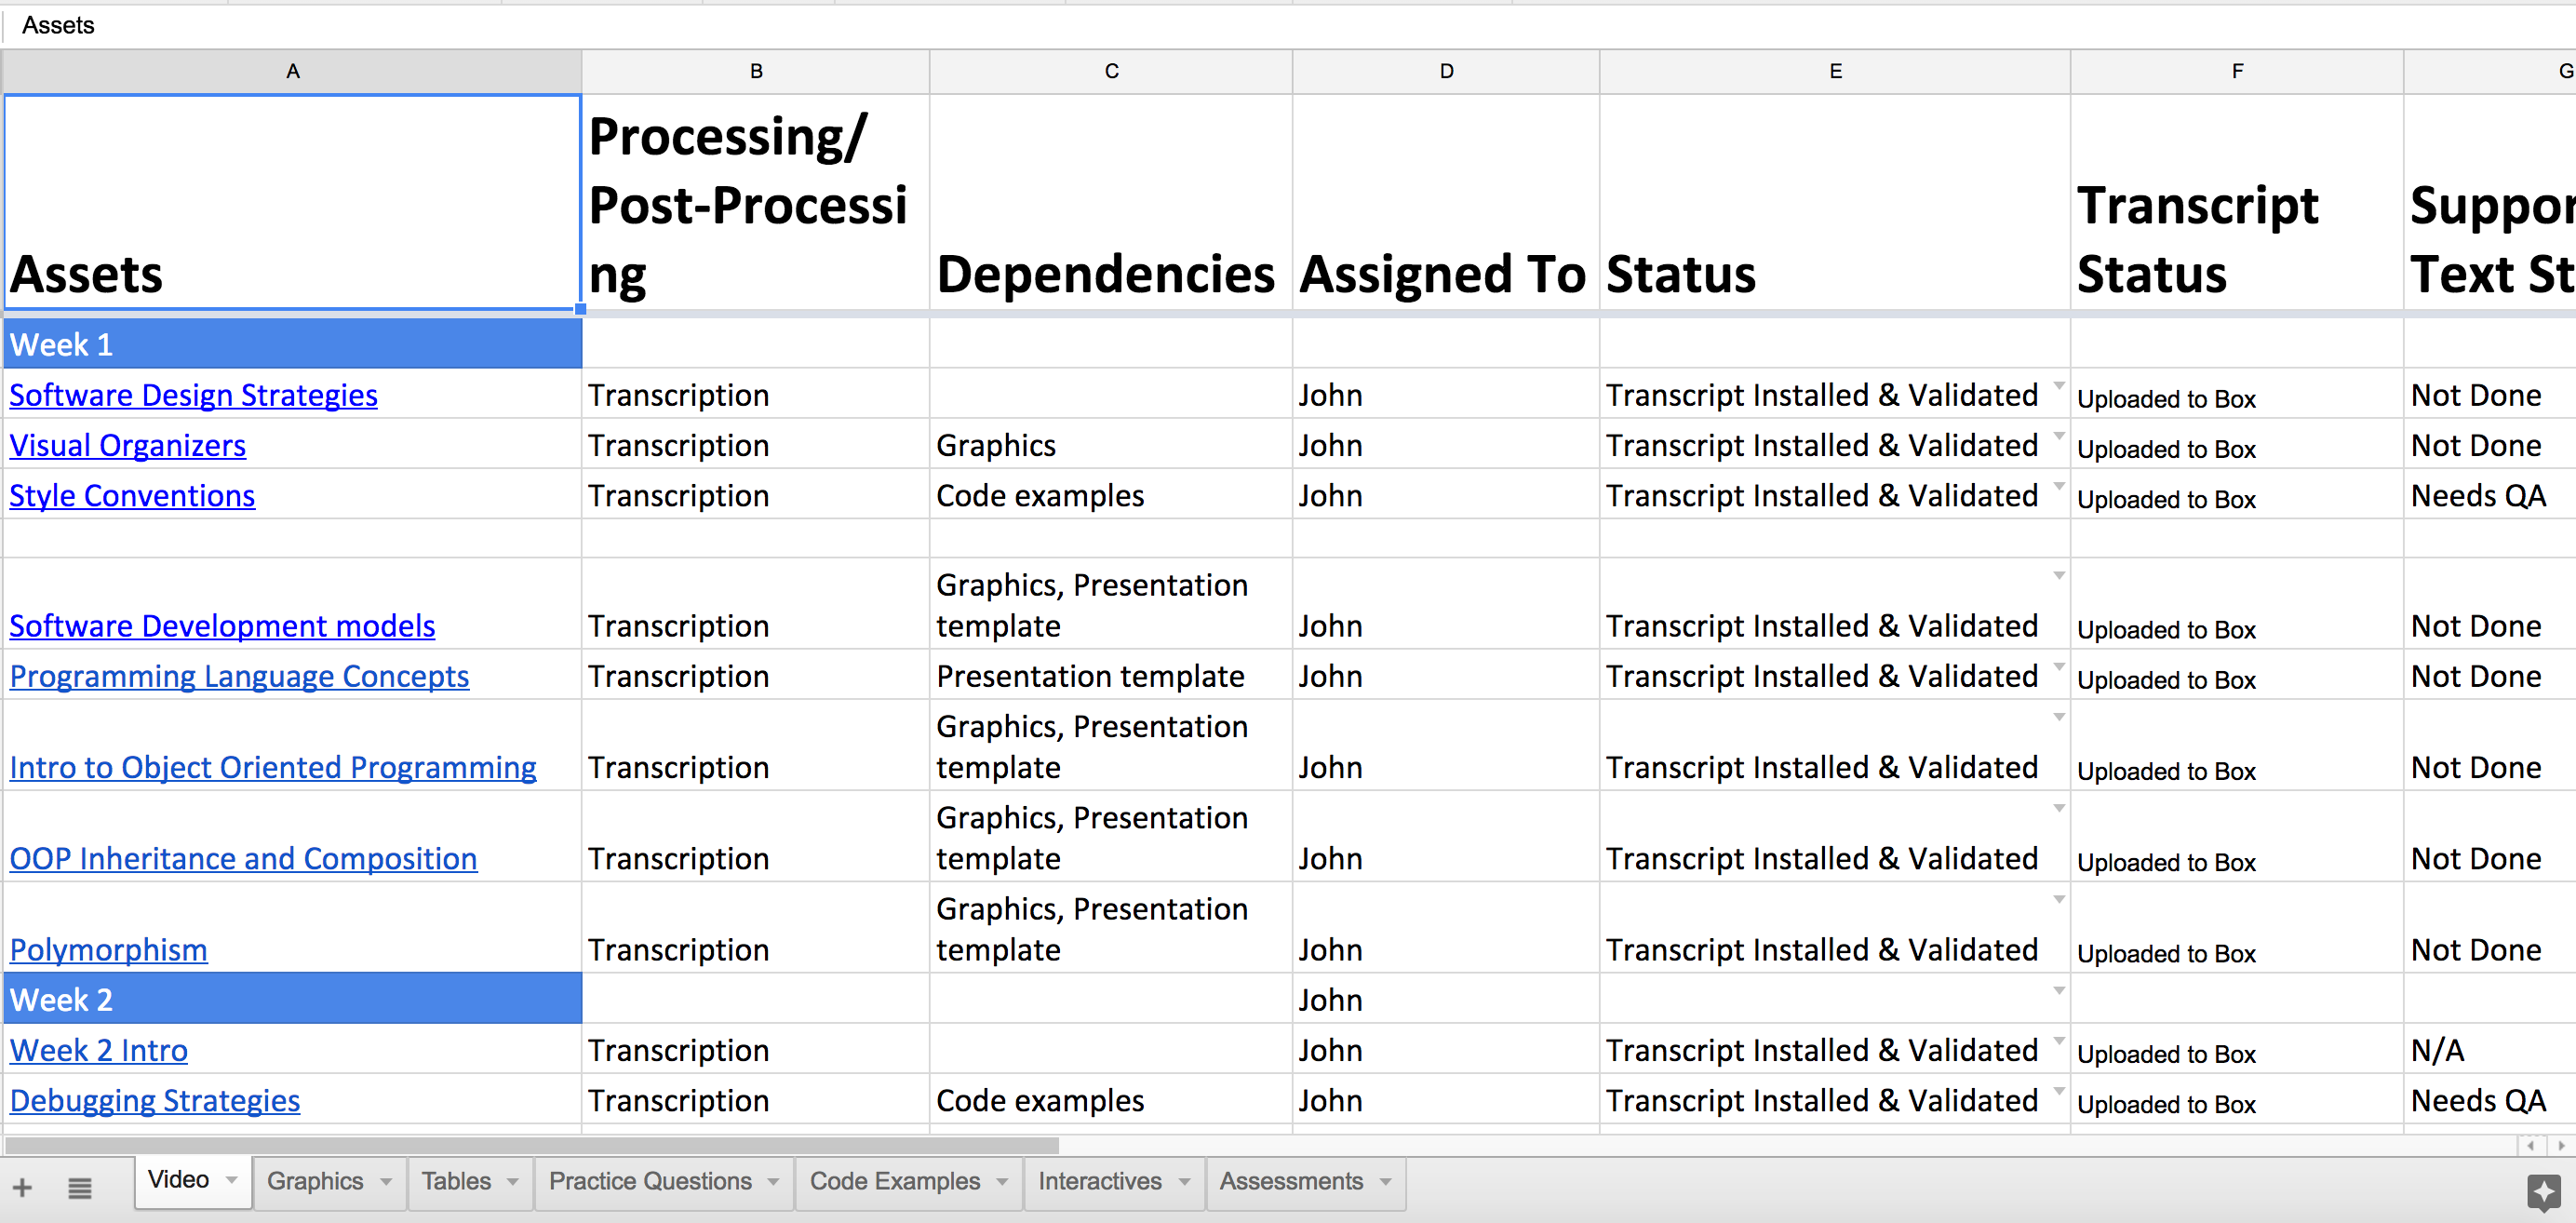 Assets
A B C D E F G
Processing/
Post-Processi Transcript Suppor
Assets ng Dependencies Assigned To Status Status Text St
Week 1
Software Design Strategies Transcription John Transcript Installed & Validated Uploaded to Box Not Done
Visual Organizers Transcription Graphics John Transcript Installed & Validated Uploaded to Box Not Done
Style Conventions Transcription Code examples John Transcript Installed & Validated Uploaded to Box Needs QA
Graphics, Presentation
Software Development models Transcription template John Transcript Installed & Validated Uploaded to Box Not Done
Programming Language Concepts Transcription Presentation template John Transcript Installed & Validated Uploaded to Box Not Done
Graphics, Presentation
Intro to Object Oriented Programming Transcription template John Transcript Installed & Validated Uploaded to Box Not Done
Graphics, Presentation
OOP Inheritance and Composition Transcription template John Transcript Installed & Validated Uploaded to Box Not Done
Graphics, Presentation
Polymorphism Transcription template John Transcript Installed & Validated Uploaded to Box Not Done
Week 2 John
Week 2 Intro Transcription John Transcript Installed & Validated Uploaded to Box N/A
Debugging Strategies Transcription Code examples John Transcript Installed & Validated Uploaded to Box Needs QA
Video Graphics Tables Practice Questions Code Examples Interactives Assessments